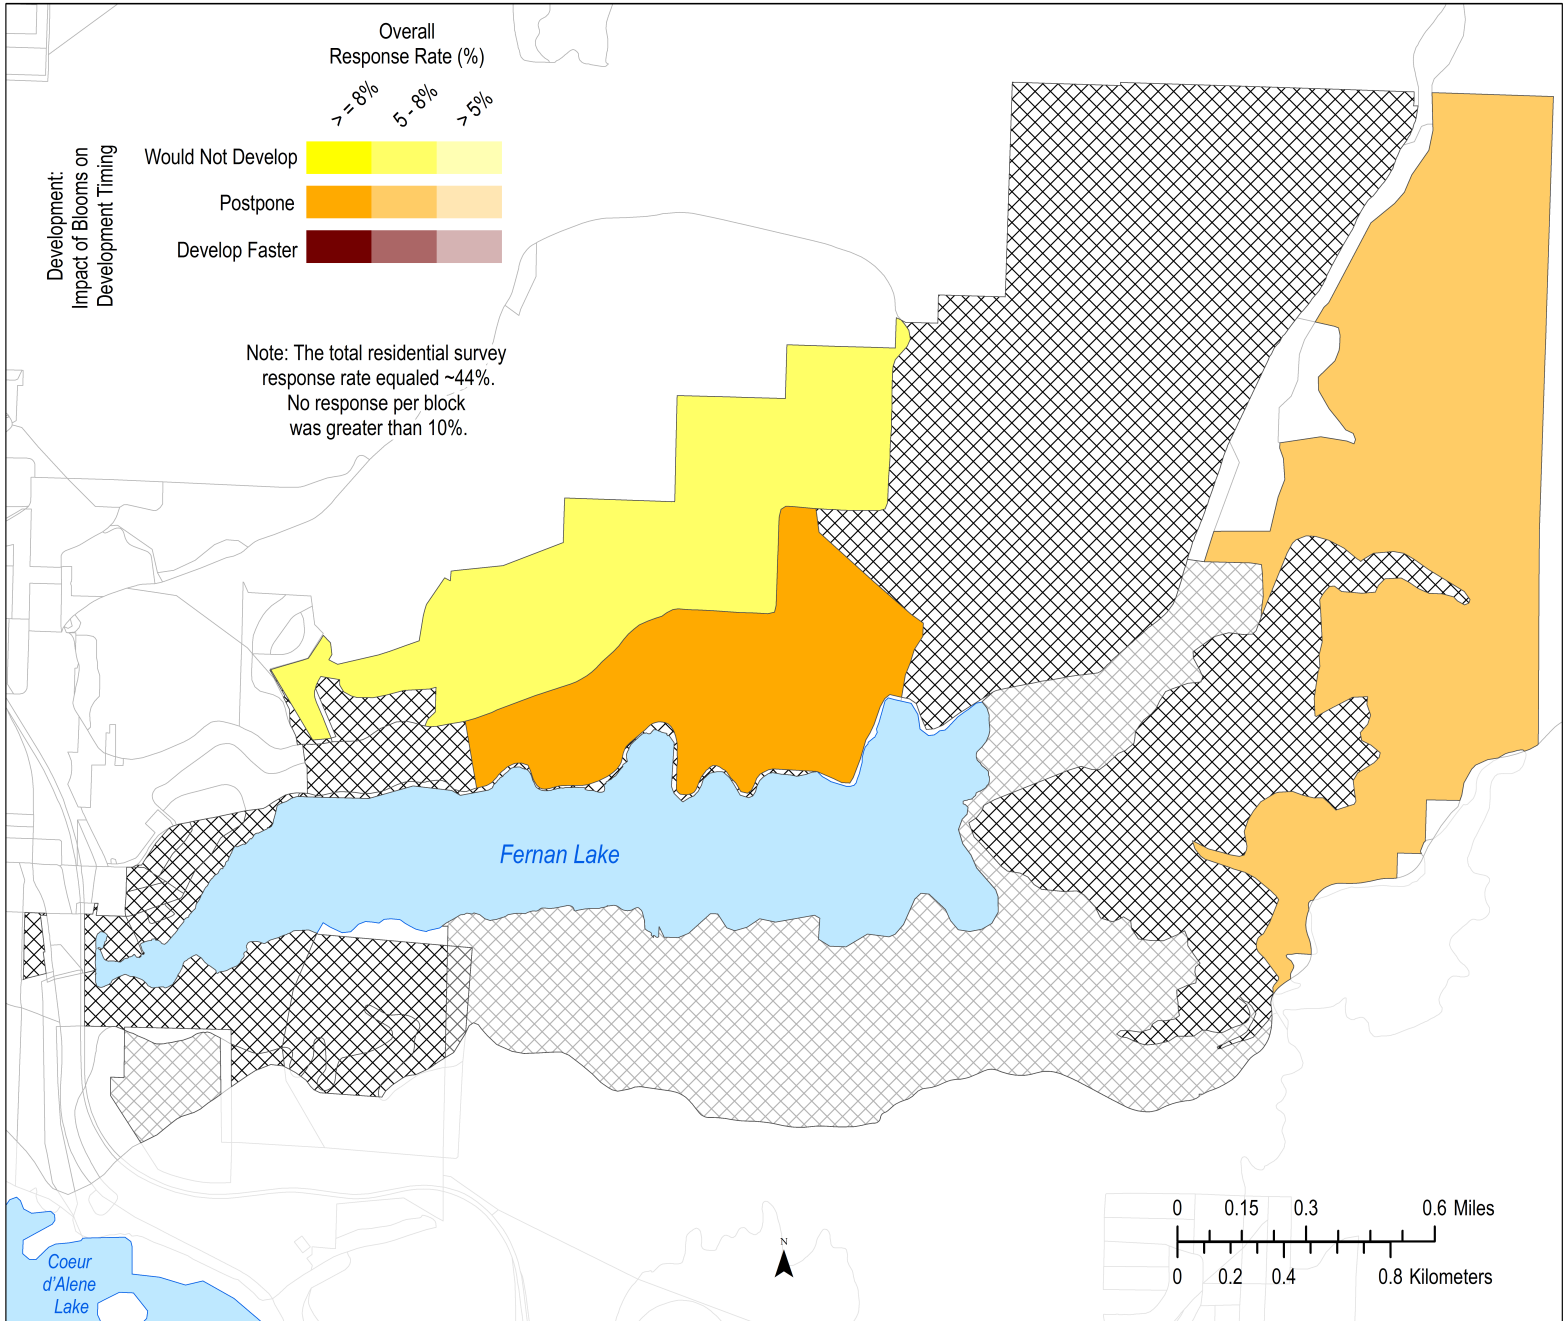 Overall
Response Rate (%)
> = 8%
5 - 8%
> 5%
Development:
Impact of Blooms on
Development Timing
Would Not Develop
Postpone
Develop Faster
Note: The total residential survey
response rate equaled ~44%.
No response per block
was greater than 10%.
Fernan Lake
Coeur
d'Alene
Lake
N
0 0.15 0.3 0.6 Miles
0 0.2 0.4 0.8 Kilometers